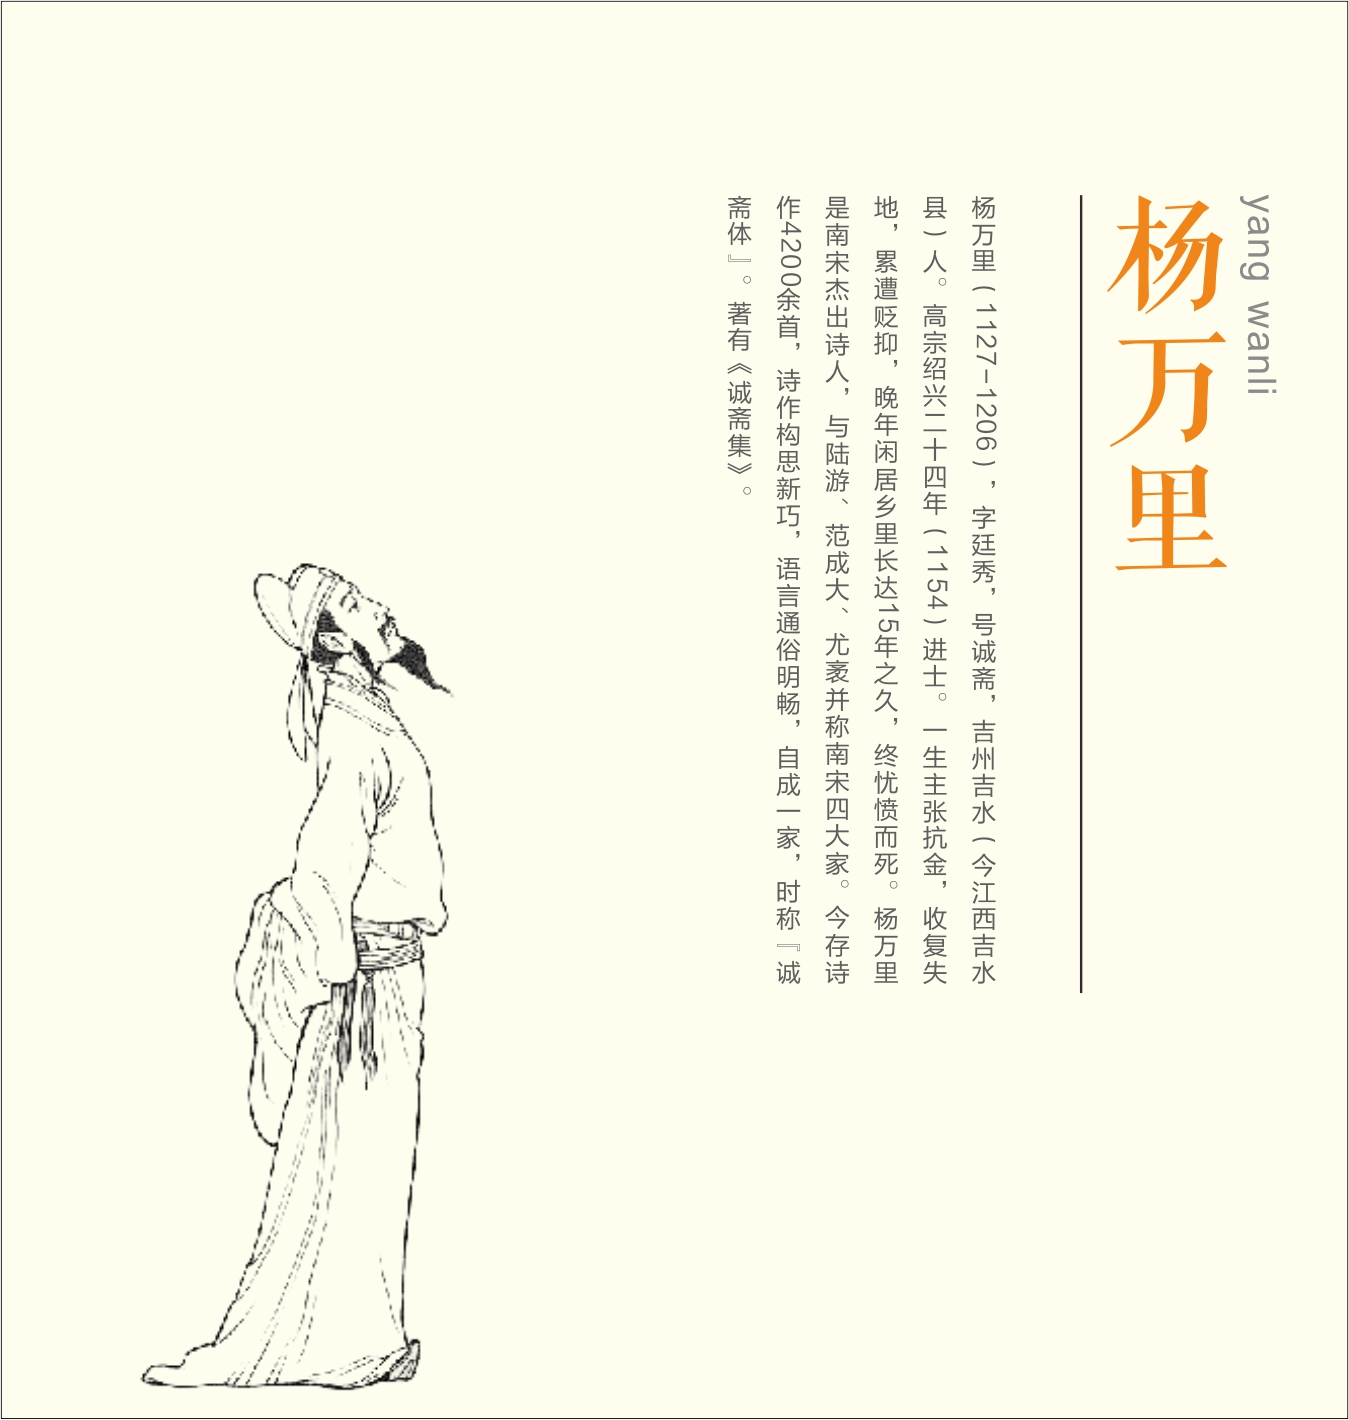 yang wanli
杨万里
杨万里(1127-1206),字廷秀,号诚斋,吉州吉水(今江西吉水
县)人。高宗绍兴二十四年(1154)进士。一生主张抗金,收复失
地,累遭贬抑,晚年闲居乡里长达15年之久,终忧愤而死。杨万里
是南宋杰出诗人,与陆游、范成大、尤袤并称南宋四大家。今存诗
作4200余首,诗作构思新巧,语言通俗明畅,自成一家,时称『诚
斋体』。著有《诚斋集》。